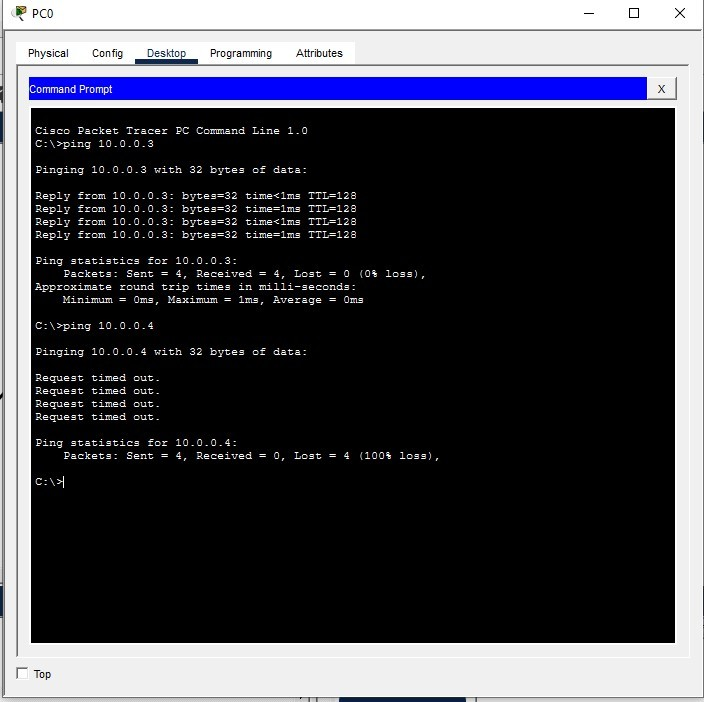 PC0
Physical Config Desktop Programming Attributes
Command Prompt X
Cisco Packet Tracer PC Command Line 1.0
C:\>ping 10.0.0.3
Pinging 10.0.0.3 with 32 bytes of data:
Reply from 10.0.0.3: bytes=32 time<1ms TTL=128
Reply from 10.0.0.3: bytes=32 time=1ms TTL=128
Reply from 10.0.0.3: bytes=32 time<1ms TTL=128
Reply from 10.0.0.3: bytes=32 time=1ms TTL=128
Ping statistics for 10.0.0.3:
Packets: Sent = 4, Received = 4, Lost = 0 (0% loss),
Approximate round trip times in milli-seconds:
Minimum = 0ms, Maximum = 1ms, Average = 0ms
C:\>ping 10.0.0.4
Pinging 10.0.0.4 with 32 bytes of data:
Request timed out.
Request timed out.
Request timed out.
Request timed out.
Ping statistics for 10.0.0.4:
Packets: Sent = 4, Received = 0, Lost = 4 (100% loss),
C:\>
Top